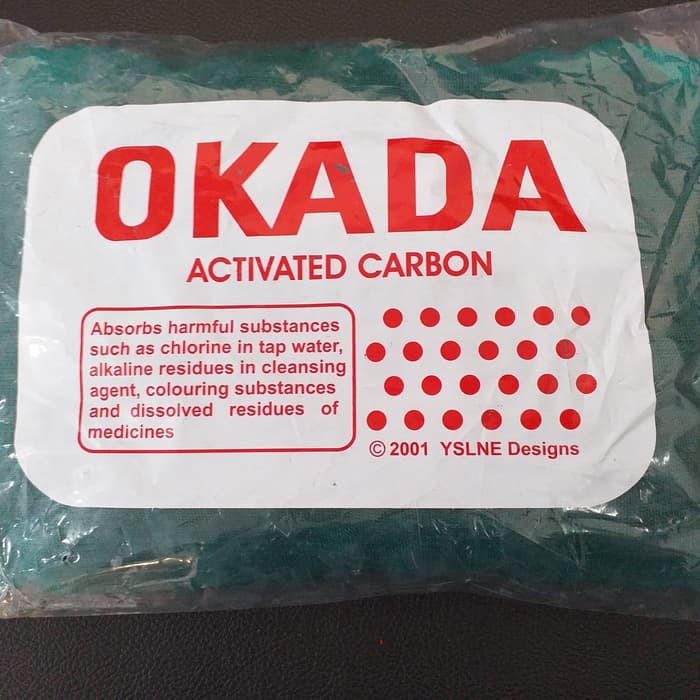 OKADA
ACTIVATED CARBON
Absorbs harmful substances
such as chlorine in tap water,
alkaline residues in cleansing
agent, colouring substances
and dissolved residues of
medicines
© 2001 YSLNE Designs